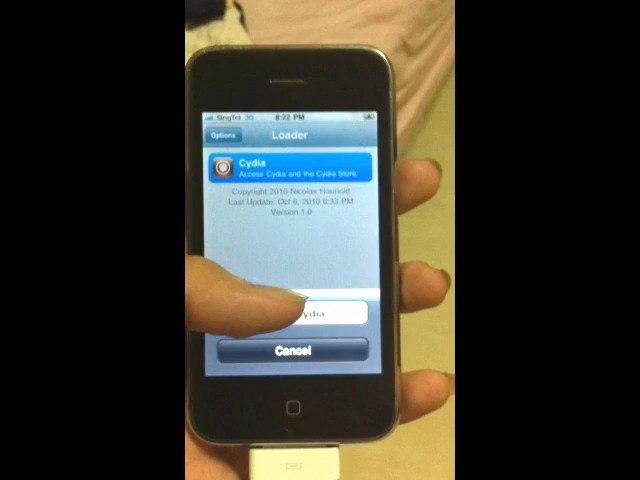 SingTel 3G 8:22 PM
Options Loader
Cydia
Access Cydia and the Cydia Store
Copyright 2010 Nicolas Haunold
Last Update: Oct 6, 2010 6:33 PM
Version 1.0
ydia
Cancel